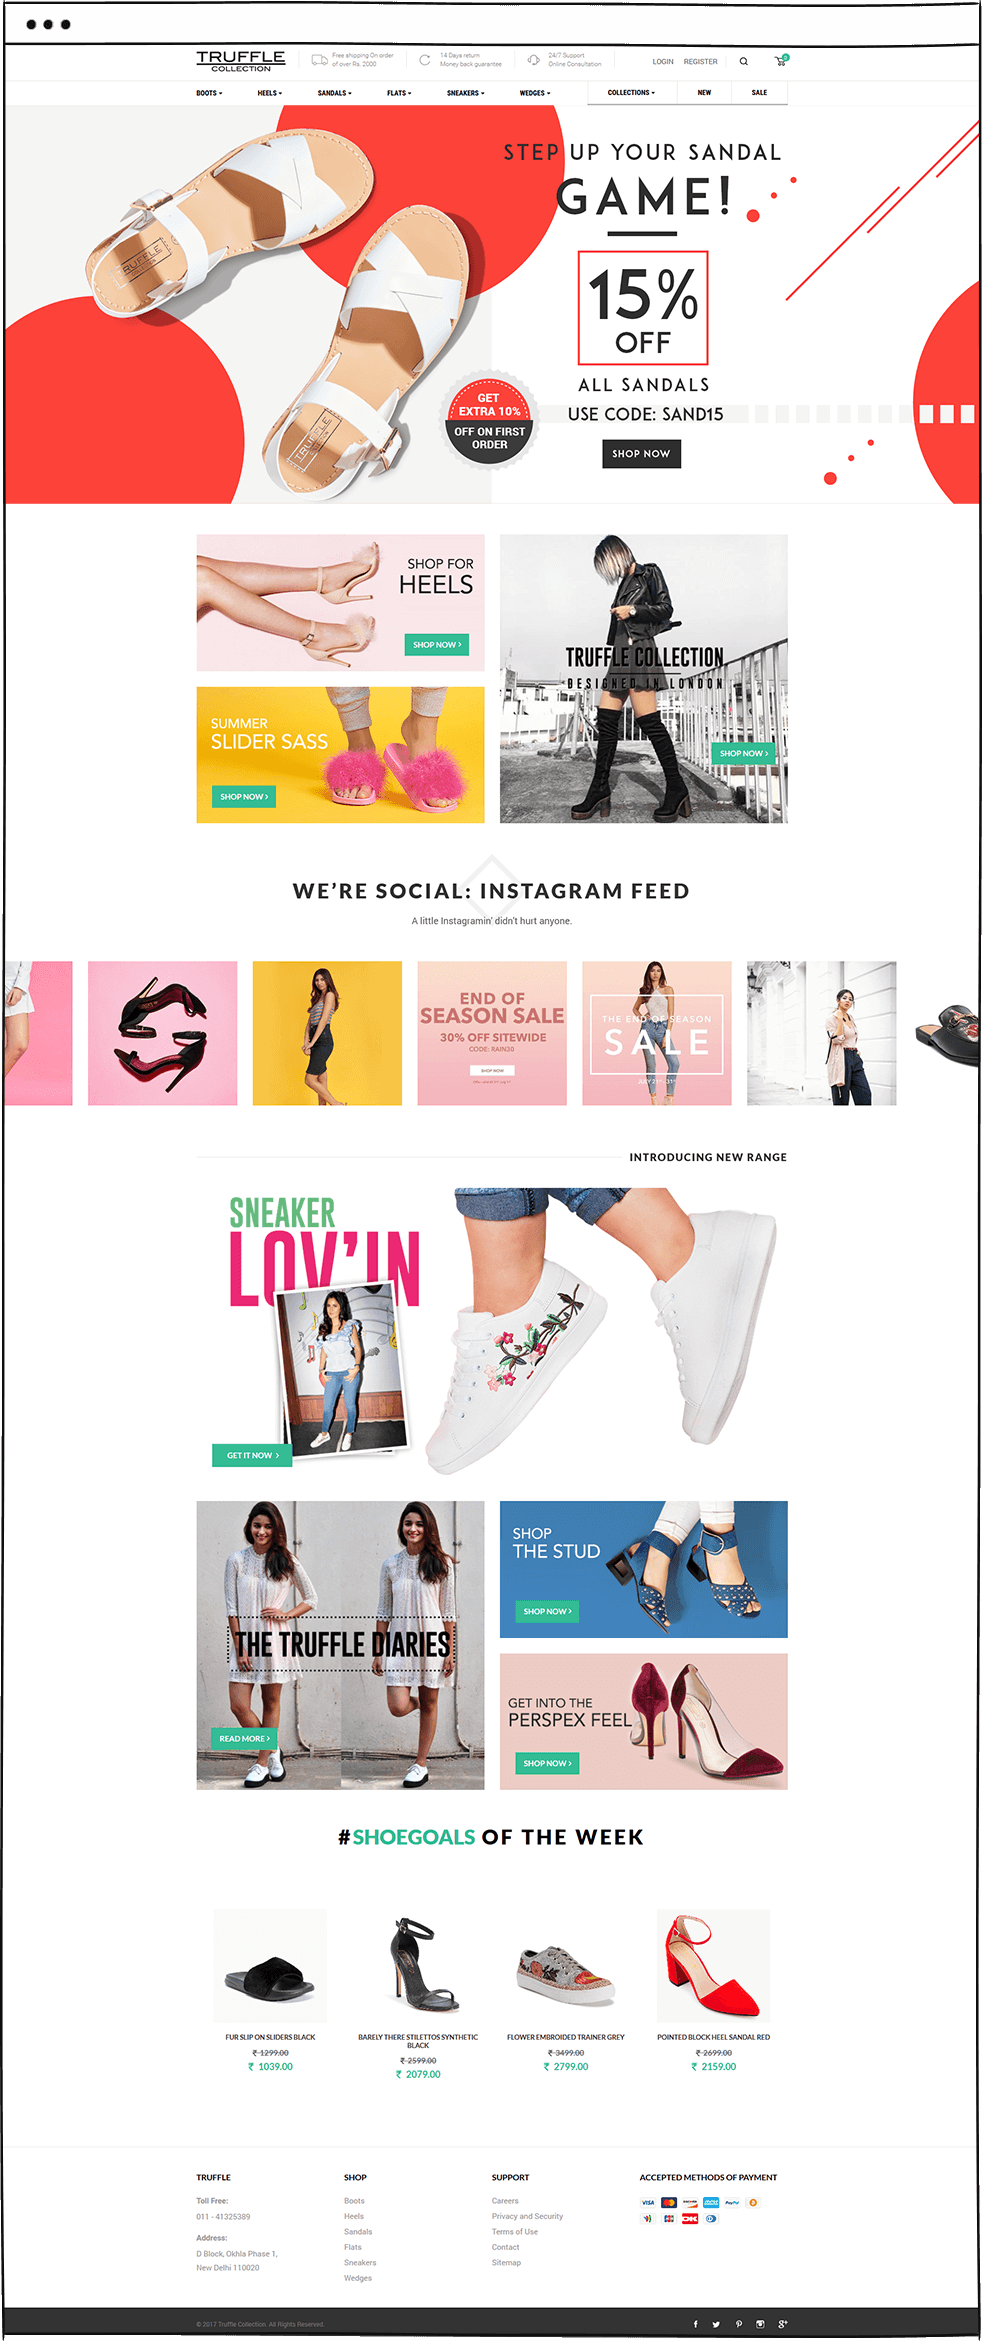 TRUFFLE
COLLECTION
Free shipping On order
of over Rs. 2000
14 Days return
Money back guarantee
24/7 Support
Online Consultation
LOGIN REGISTER
BOOTS HEELS SANDALS FLATS SNEAKERS WEDGES COLLECTIONS NEW SALE
TRUFFLE
TRUFFLE
STEP UP YOUR SANDAL
GAME!
15%
OFF
ALL SANDALS
USE CODE: SAND15
SHOP NOW
GET
EXTRA 10%
OFF ON FIRST
ORDER
SHOP FOR
HEELS
SHOP NOW >
SUMMER
SLIDER SASS
SHOP NOW >
TRUFFLE COLLECTION
DESIGNED IN LONDON
SHOP NOW >
WE'RE SOCIAL: INSTAGRAM FEED
A little Instagramin' didn't hurt anyone.
END OF
SEASON SALE
30% OFF SITEWIDE
CODE: RAIN30
SHOP NOW
THE END OF SEASON
SALE
INTRODUCING NEW RANGE
SNEAKER
LOV'IN
GET IT NOW >
THE TRUFFLE DIARIES
READ MORE >
SHOP
THE STUD
SHOP NOW >
GET INTO THE
PERSPEX FEEL
SHOP NOW >
#SHOEGOALS OF THE WEEK
FUR SLIP ON SLIDERS BLACK
₹ 1299.00
₹ 1039.00
BARELY THERE STILETTOS SYNTHETIC
BLACK
₹ 2599.00
₹ 2079.00
FLOWER EMBROIDED TRAINER GREY
₹ 3499.00
₹ 2799.00
POINTED BLOCK HEEL SANDAL RED
₹ 2699.00
₹ 2159.00
TRUFFLE
Toll Free:
011 - 41325389
Address:
D Block, Okhla Phase 1,
New Delhi 110020
SHOP
Boots
Heels
Sandals
Flats
Sneakers
Wedges
SUPPORT
Careers
Privacy and Security
Terms of Use
Contact
Sitemap
ACCEPTED METHODS OF PAYMENT
VISA
PayPal
© 2017 Truffle Collection. All Rights Reserved.